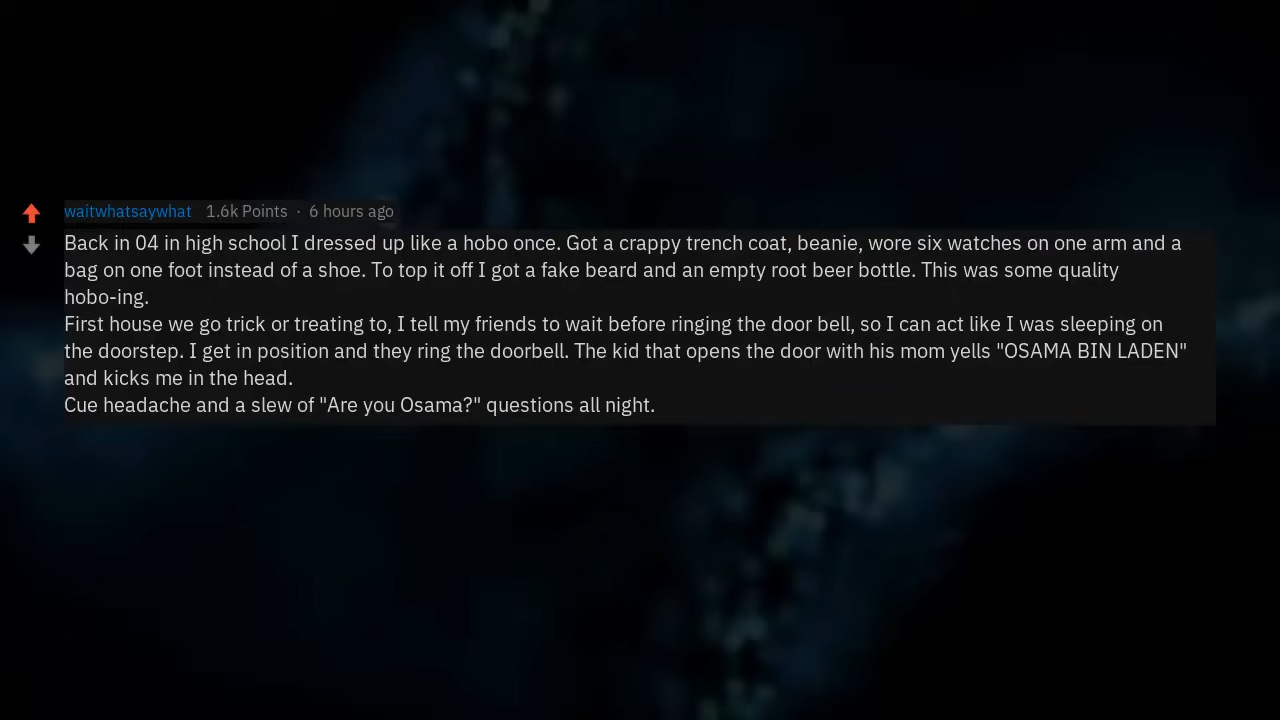 waitwhatsaywhat 1.6k Points · 6 hours ago
Back in 04 in high school I dressed up like a hobo once. Got a crappy trench coat, beanie, wore six watches on one arm and a
bag on one foot instead of a shoe. To top it off I got a fake beard and an empty root beer bottle. This was some quality
hobo-ing.
First house we go trick or treating to, I tell my friends to wait before ringing the door bell, so I can act like I was sleeping on
the doorstep. I get in position and they ring the doorbell. The kid that opens the door with his mom yells "OSAMA BIN LADEN"
and kicks me in the head.
Cue headache and a slew of "Are you Osama?" questions all night.